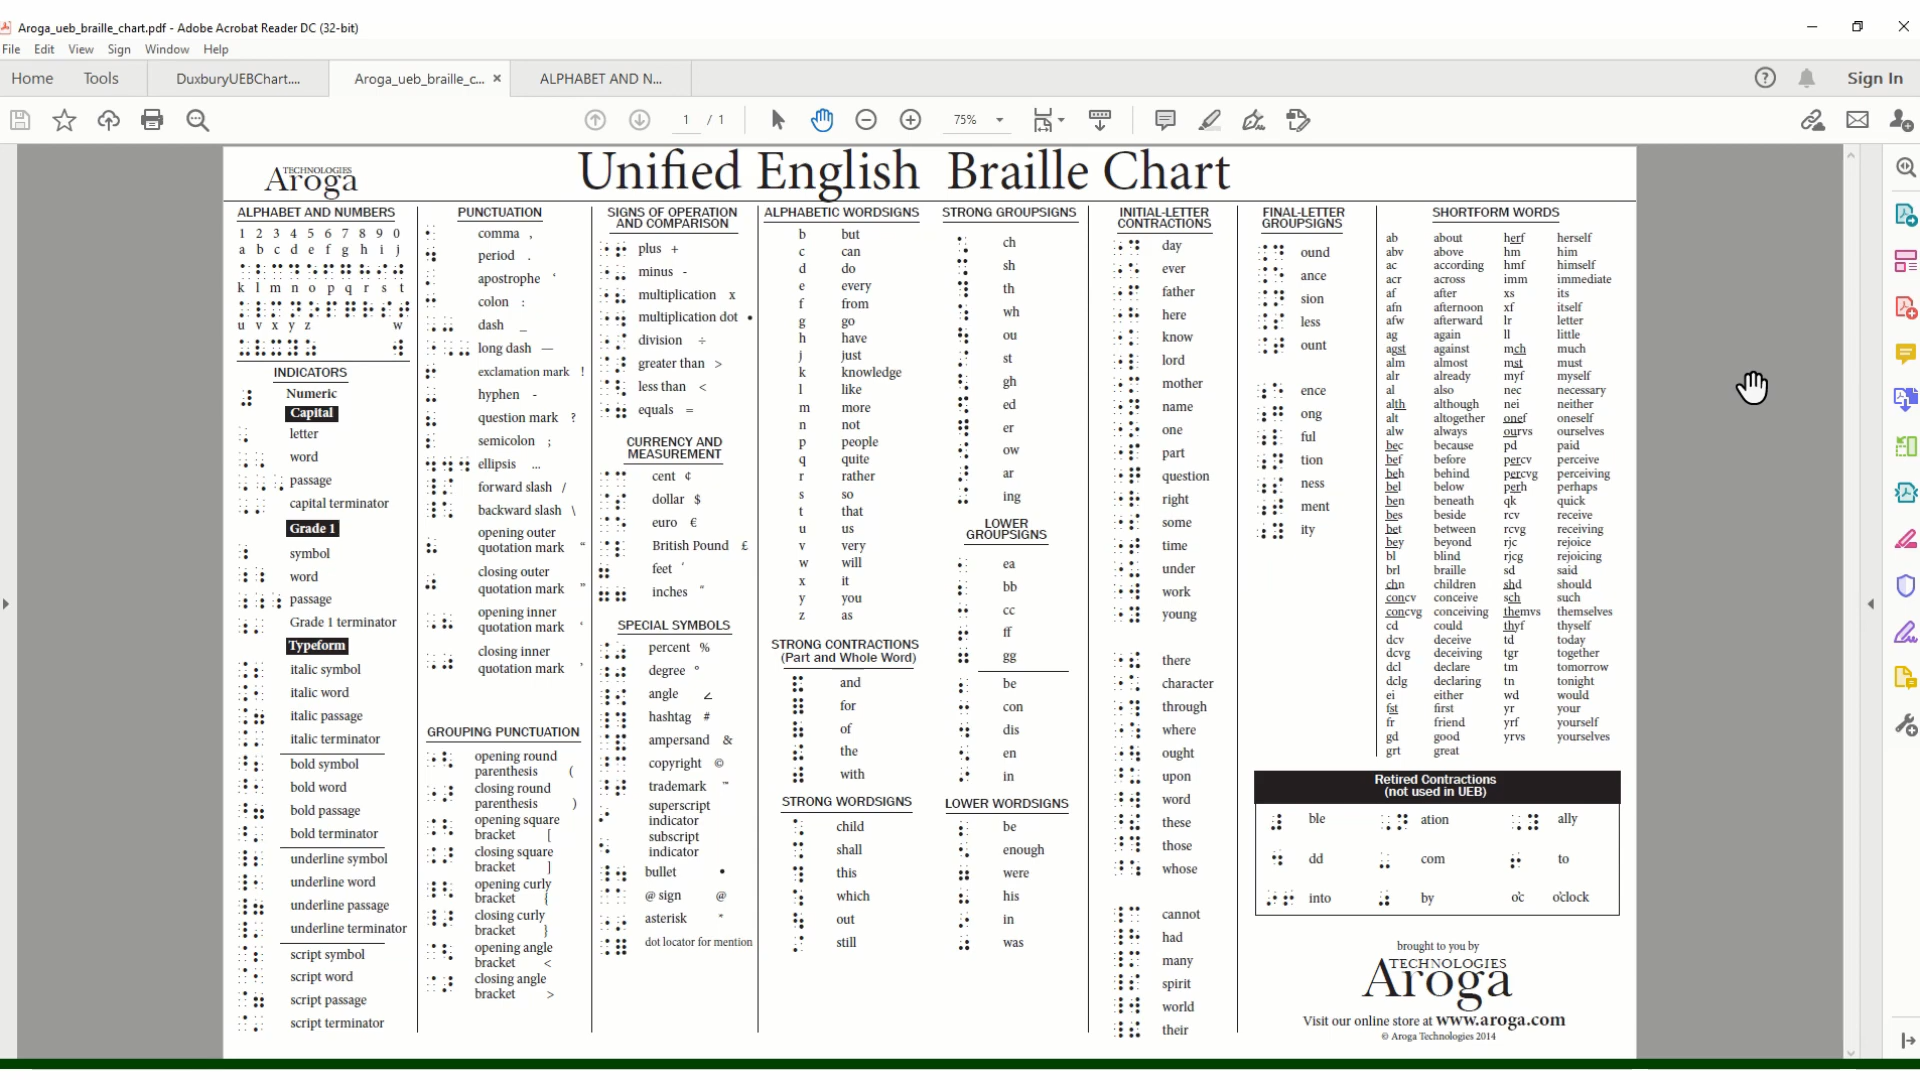 Aroga_ueb_braille_chart.pdf - Adobe Acrobat Reader DC (32-bit)
File Edit View Sign Window Help
Home Tools DuxburyUEBChart.... Aroga_ueb_braille_c... × ALPHABET AND N... Sign In
1 / 1 75%
TECHNOLOGIES
Aroga
Unified English Braille Chart
ALPHABET AND NUMBERS
1 2 3 4 5 6 7 8 9 0
a b c d e f g h i j
k l m n o p q r s t
u v x y z w
INDICATORS
Numeric
Capital
letter
word
passage
capital terminator
Grade 1
symbol
word
passage
Grade 1 terminator
Typeform
italic symbol
italic word
italic passage
italic terminator
bold symbol
bold word
bold passage
bold terminator
underline symbol
underline word
underline passage
underline terminator
script symbol
script word
script passage
script terminator
PUNCTUATION
comma ,
period .
apostrophe ‘
colon :
dash _
long dash —
exclamation mark !
hyphen -
question mark ?
semicolon ;
ellipsis ...
forward slash /
backward slash \
opening outer
quotation mark “
closing outer
quotation mark ”
opening inner
quotation mark ‘
closing inner
quotation mark ’
GROUPING PUNCTUATION
opening round
parenthesis (
closing round
parenthesis )
opening square
bracket [
closing square
bracket ]
opening curly
bracket {
closing curly
bracket }
opening angle
bracket <
closing angle
bracket >
SIGNS OF OPERATION
AND COMPARISON
plus +
minus -
multiplication x
multiplication dot •
division ÷
greater than >
less than <
equals =
CURRENCY AND
MEASUREMENT
cent ¢
dollar $
euro €
British Pound £
feet ′
inches ″
SPECIAL SYMBOLS
percent %
degree °
angle ∠
hashtag #
ampersand &
copyright ©
trademark ™
superscript
indicator
subscript
indicator
bullet •
@ sign @
asterisk *
dot locator for mention
ALPHABETIC WORDSIGNS
b but
c can
d do
e every
f from
g go
h have
j just
k knowledge
l like
m more
n not
p people
q quite
r rather
s so
t that
u us
v very
w will
x it
y you
z as
STRONG CONTRACTIONS
(Part and Whole Word)
and
for
of
the
with
STRONG WORDSIGNS
child
shall
this
which
out
still
STRONG GROUPSIGNS
ch
sh
th
wh
ou
st
gh
ed
er
ow
ar
ing
LOWER
GROUPSIGNS
ea
bb
cc
ff
gg
be
con
dis
en
in
LOWER WORDSIGNS
be
enough
were
his
in
was
INITIAL-LETTER
CONTRACTIONS
day
ever
father
here
know
lord
mother
name
one
part
question
right
some
time
under
work
young
there
character
through
where
ought
upon
word
these
those
whose
cannot
had
many
spirit
world
their
FINAL-LETTER
GROUPSIGNS
ound
ance
sion
less
ount
ence
ong
ful
tion
ness
ment
ity
SHORTFORM WORDS
ab about herf herself
abv above hm him
ac according hmf himself
acr across imm immediate
af after xs its
afn afternoon xf itself
afw afterward lr letter
ag again ll little
agst against mch much
alm almost mst must
alr already myf myself
al also nec necessary
alth although nei neither
alt altogether onef oneself
alw always ourvs ourselves
bec because pd paid
bef before percv perceive
beh behind percvg perceiving
bel below perh perhaps
ben beneath qk quick
bes beside rcv receive
bet between rcvg receiving
bey beyond rjc rejoice
bl blind rjcg rejoicing
brl braille sd said
chn children shd should
concv conceive sch such
concvg conceiving themvs themselves
cd could thyf thyself
dcv deceive td today
dcvg deceiving tgr together
dcl declare tm tomorrow
dclg declaring tn tonight
ei either wd would
fst first yr your
fr friend yrf yourself
gd good yrvs yourselves
grt great
Retired Contractions
(not used in UEB)
ble ation ally
dd com to
into by o'c o'clock
brought to you by
TECHNOLOGIES
Aroga
Visit our online store at www.aroga.com
© Aroga Technologies 2014